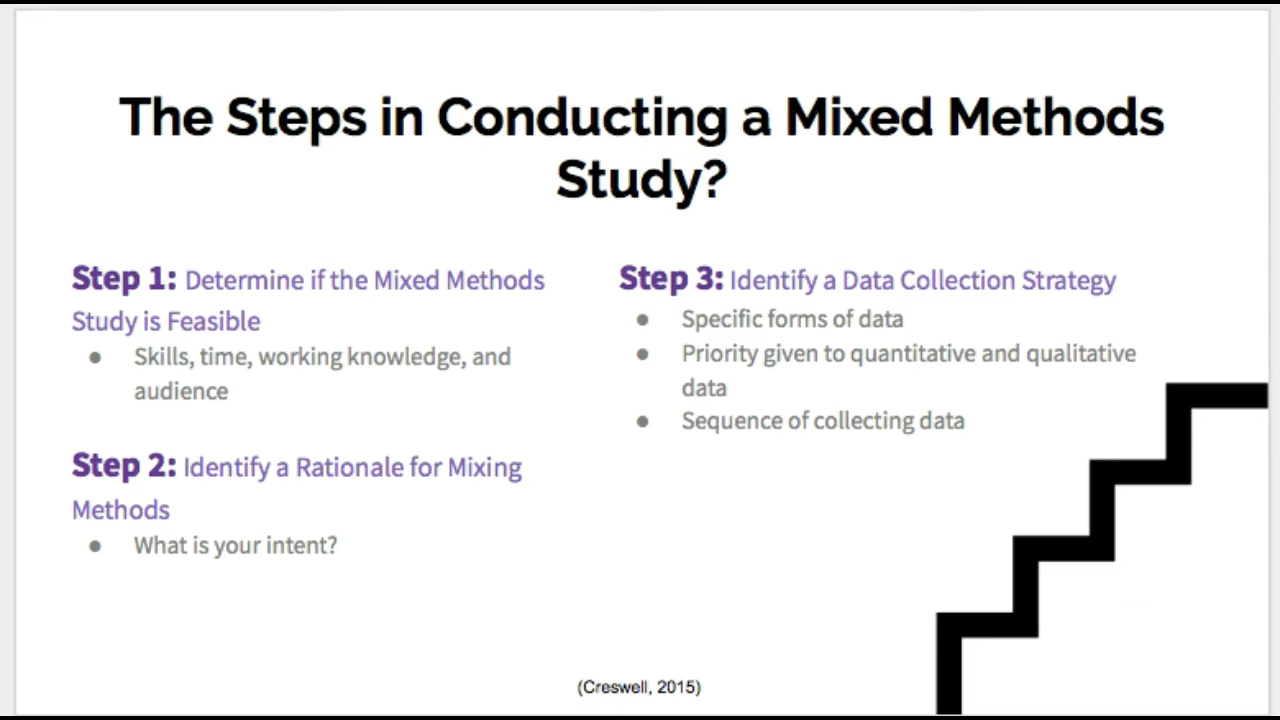 The Steps in Conducting a Mixed Methods
Study?
Step 1: Determine if the Mixed Methods
Study is Feasible
● Skills, time, working knowledge, and
audience
Step 2: Identify a Rationale for Mixing
Methods
● What is your intent?
Step 3: Identify a Data Collection Strategy
● Specific forms of data
● Priority given to quantitative and qualitative
data
● Sequence of collecting data
(Creswell, 2015)